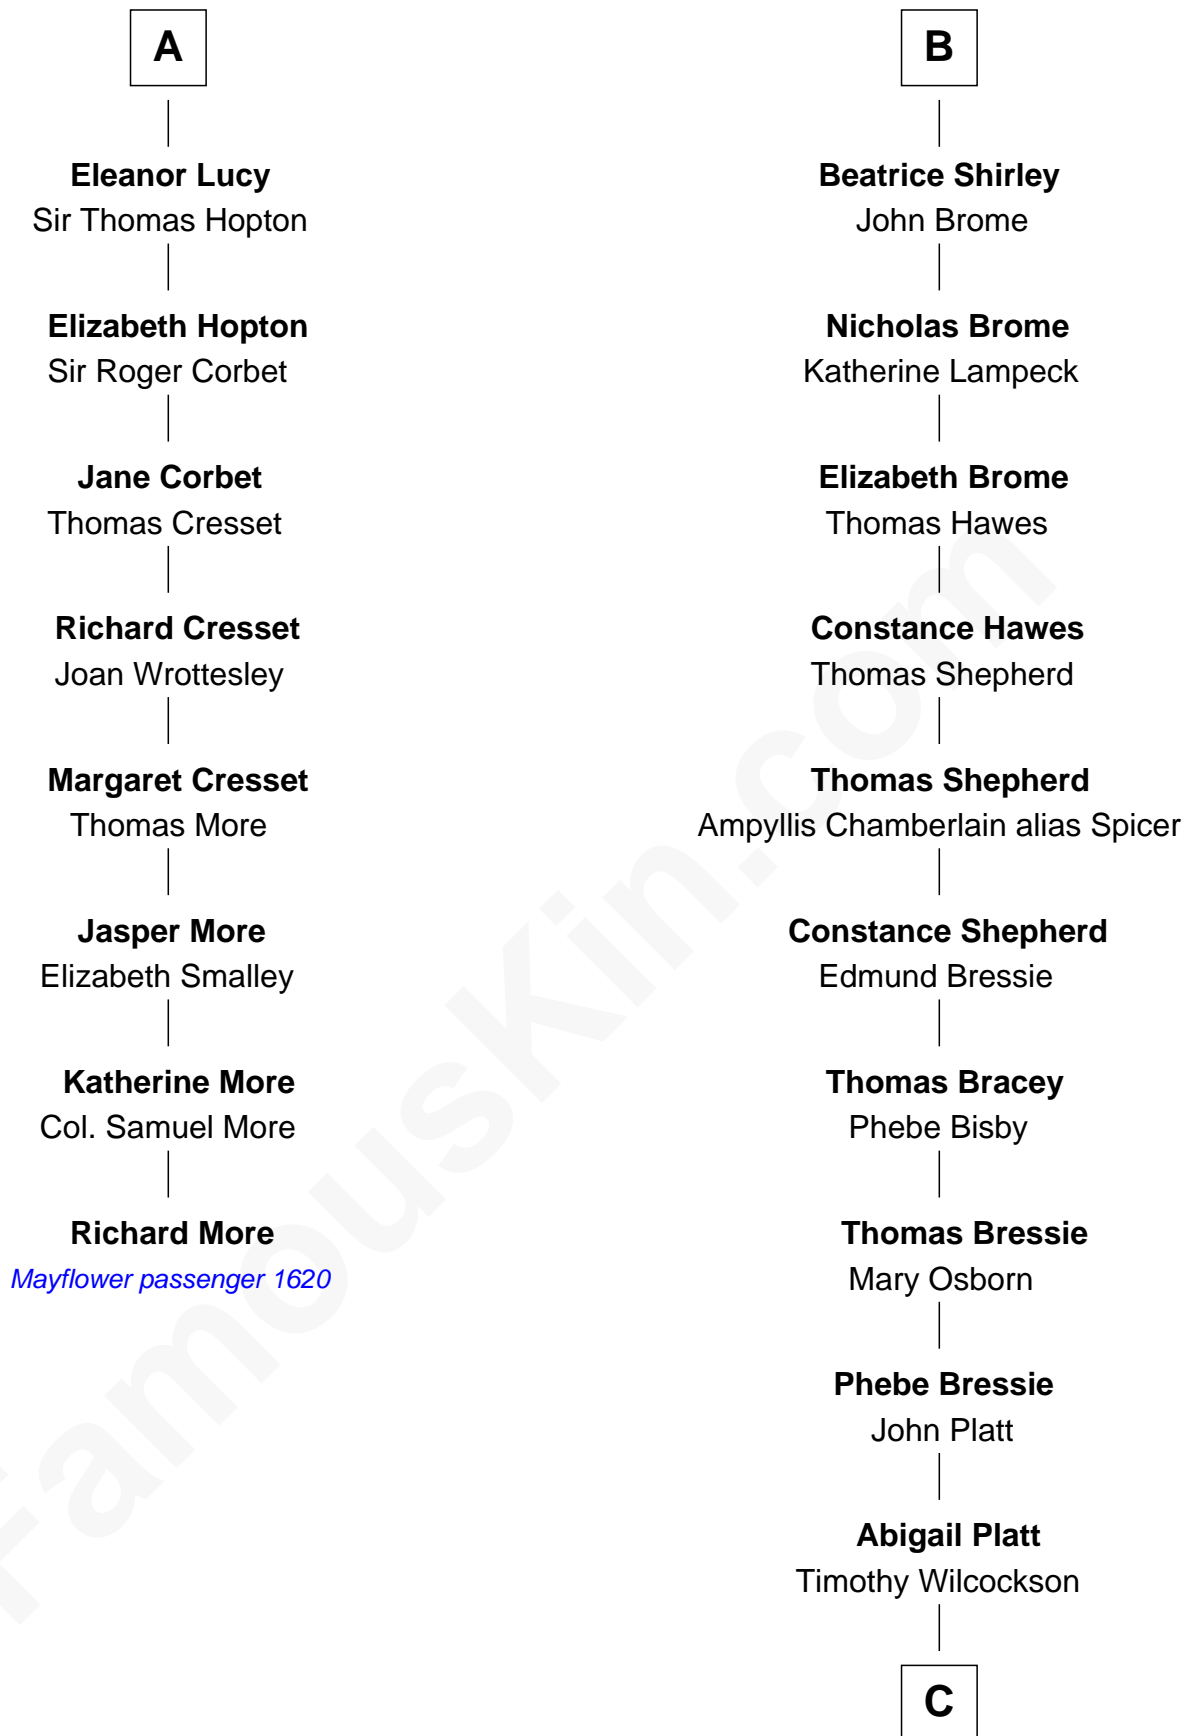 A
Eleanor Lucy
Sir Thomas Hopton
Elizabeth Hopton
Sir Roger Corbet
Jane Corbet
Thomas Cresset
Richard Cresset
Joan Wrottesley
Margaret Cresset
Thomas More
Jasper More
Elizabeth Smalley
Katherine More
Col. Samuel More
Richard More
Mayflower passenger 1620
B
Beatrice Shirley
John Brome
Nicholas Brome
Katherine Lampeck
Elizabeth Brome
Thomas Hawes
Constance Hawes
Thomas Shepherd
Thomas Shepherd
Ampyllis Chamberlain alias Spicer
Constance Shepherd
Edmund Bressie
Thomas Bracey
Phebe Bisby
Thomas Bressie
Mary Osborn
Phebe Bressie
John Platt
Abigail Platt
Timothy Wilcockson
C
FamousKin.com